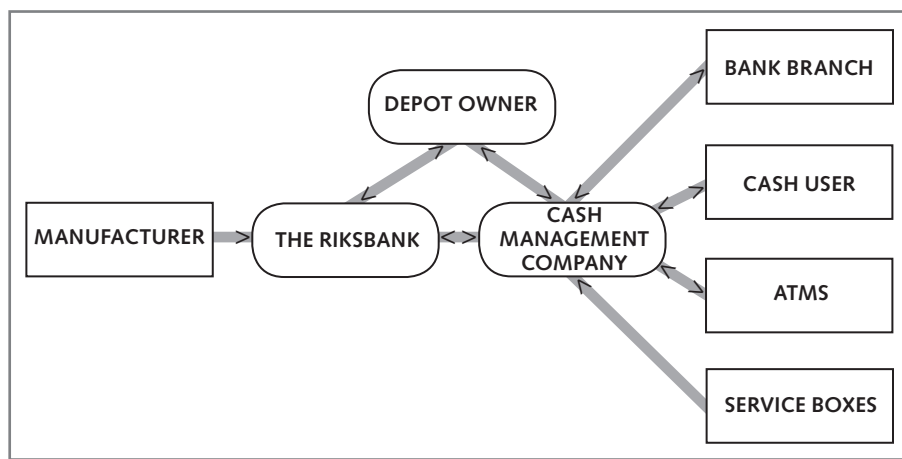 BANK BRANCH
DEPOT OWNER
CASH USER
MANUFACTURER
THE RIKSBANK
CASH
MANAGEMENT
COMPANY
ATMS
SERVICE BOXES